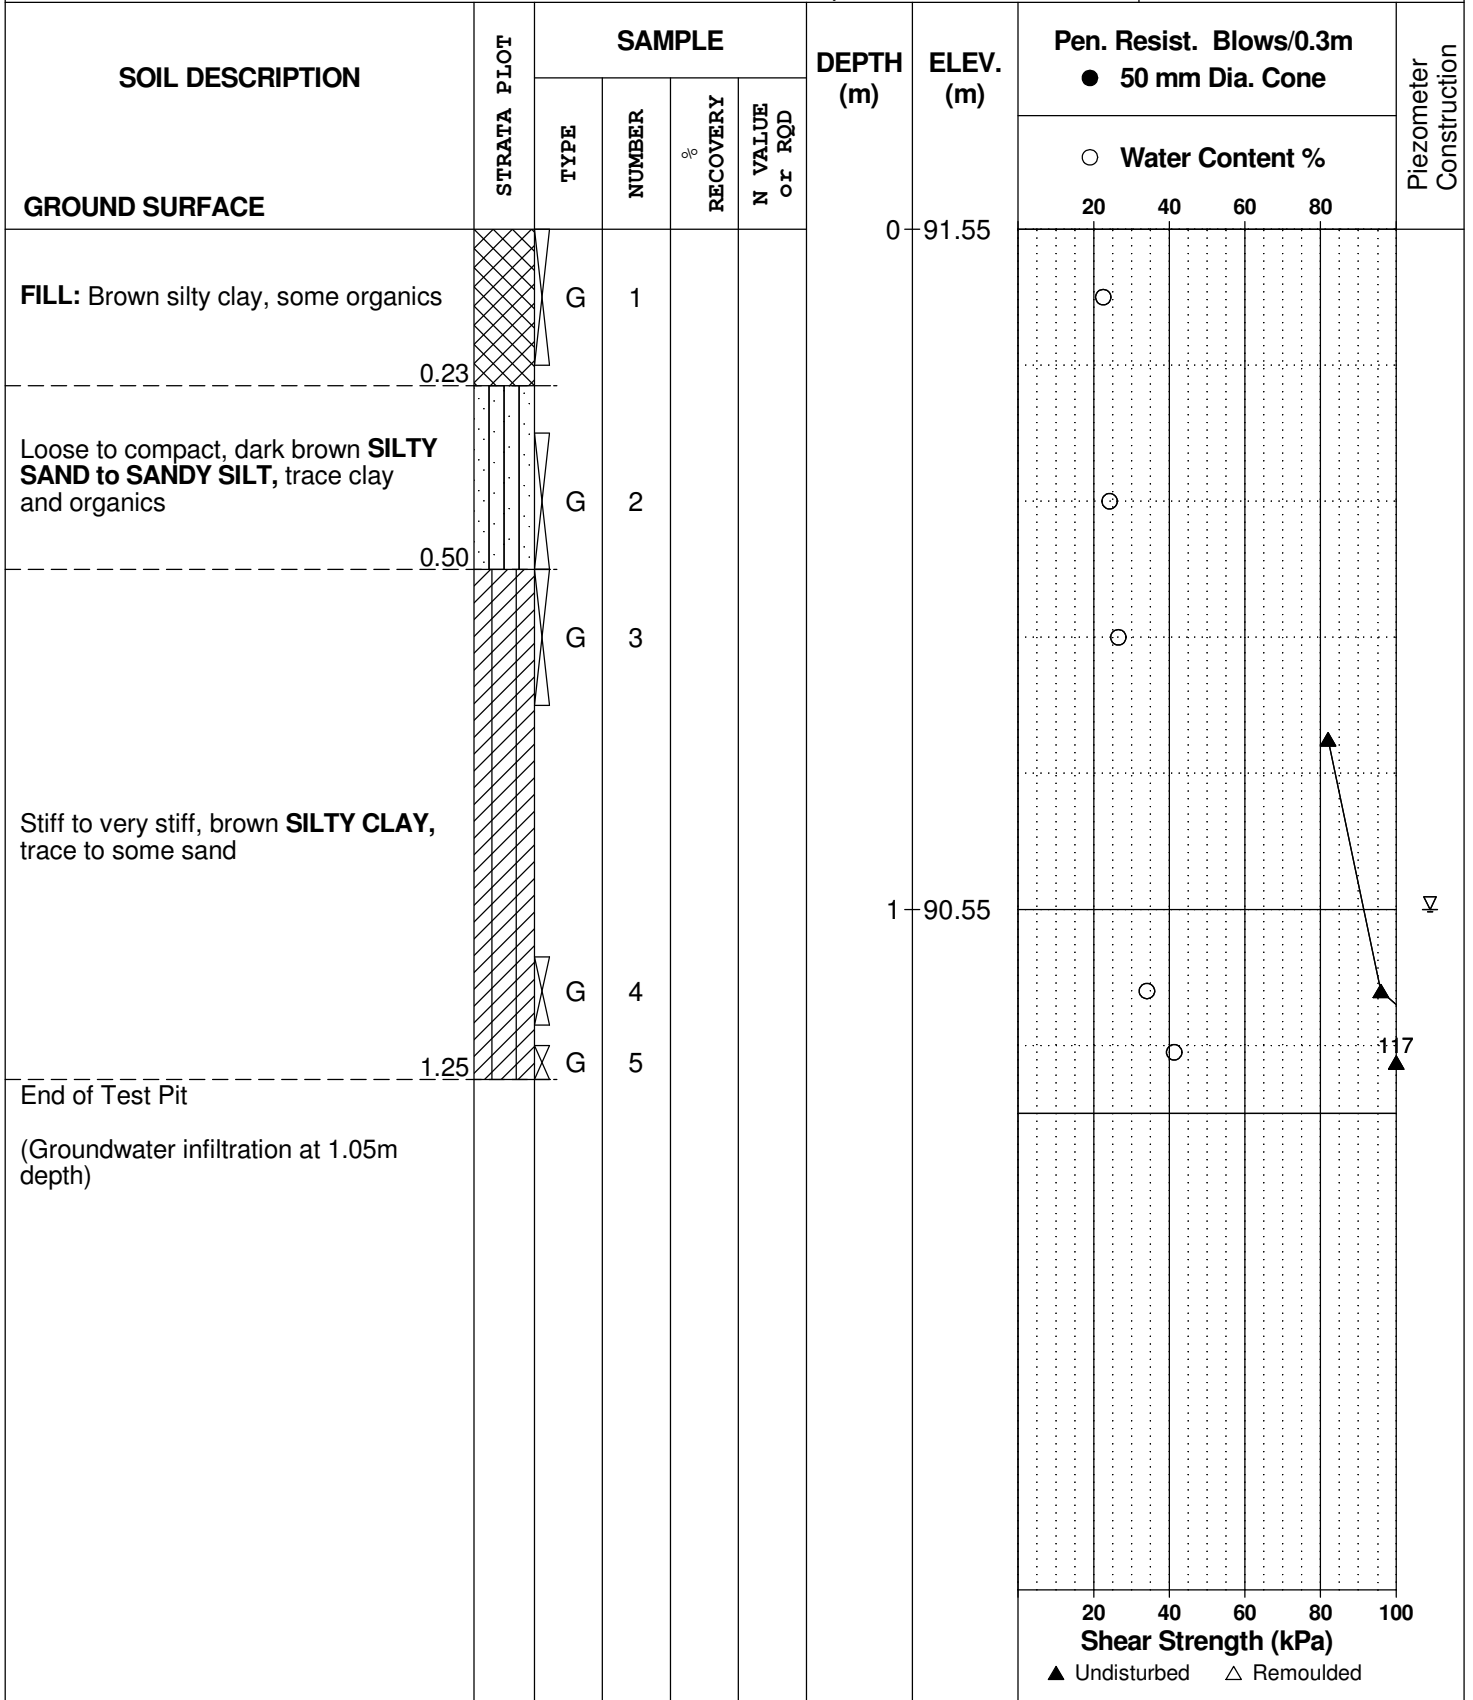 SOIL DESCRIPTION
GROUND SURFACE
STRATA PLOT
SAMPLE
TYPE
NUMBER
%
RECOVERY
N VALUE
or RQD
DEPTH
(m)
ELEV.
(m)
Pen. Resist. Blows/0.3m
● 50 mm Dia. Cone
○ Water Content %
20 40 60 80
Piezometer
Construction
0 91.55
FILL: Brown silty clay, some organics
G 1
0.23
Loose to compact, dark brown SILTY
SAND to SANDY SILT, trace clay
and organics
G 2
0.50
G 3
Stiff to very stiff, brown SILTY CLAY,
trace to some sand
1 90.55
G 4
117
1.25
G 5
End of Test Pit
(Groundwater infiltration at 1.05m
depth)
20 40 60 80 100
Shear Strength (kPa)
▲ Undisturbed △ Remoulded